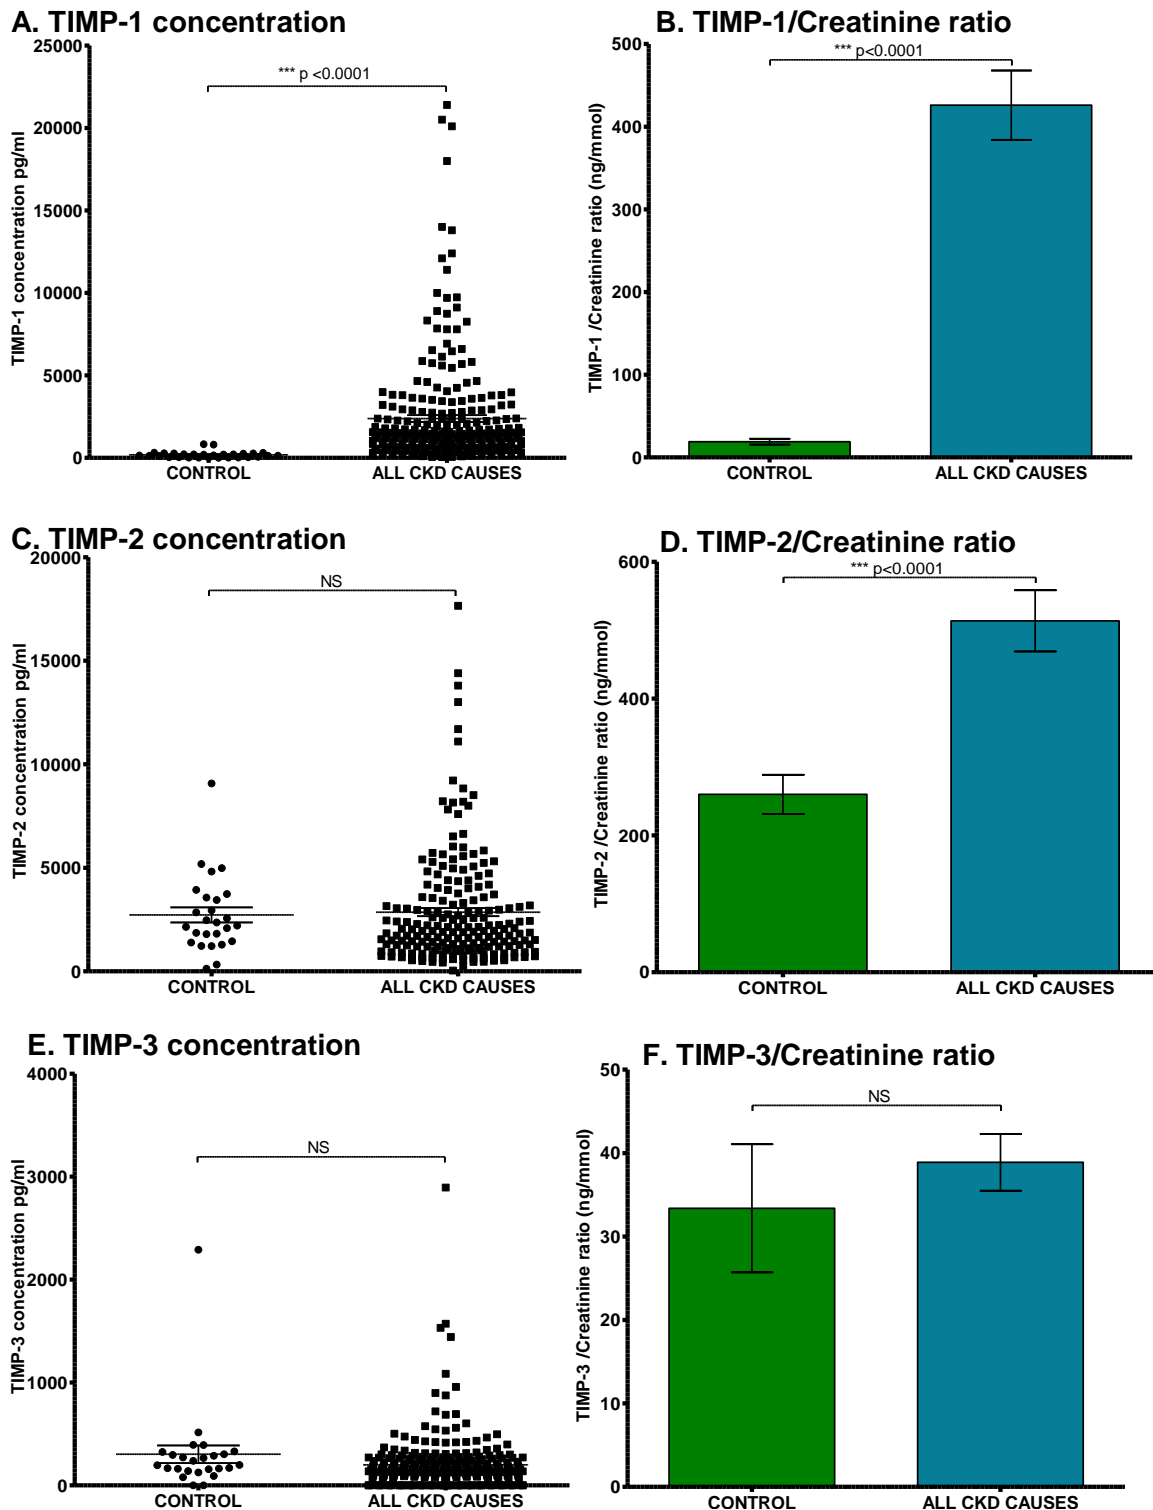 A. TIMP-1 concentration
25000
20000
15000
10000
5000
0
TIMP-1 concentration pg/ml
*** p <0.0001
CONTROL
ALL CKD CAUSES
B. TIMP-1/Creatinine ratio
500
400
300
200
100
0
TIMP-1 /Creatinine ratio (ng/mmol)
*** p<0.0001
CONTROL
ALL CKD CAUSES
C. TIMP-2 concentration
20000
15000
10000
5000
0
TIMP-2 concentration pg/ml
NS
CONTROL
ALL CKD CAUSES
D. TIMP-2/Creatinine ratio
600
400
200
0
TIMP-2 /Creatinine ratio (ng/mmol)
*** p<0.0001
CONTROL
ALL CKD CAUSES
E. TIMP-3 concentration
4000
3000
2000
1000
0
TIMP-3 concentration pg/ml
NS
CONTROL
ALL CKD CAUSES
F. TIMP-3/Creatinine ratio
50
40
30
20
10
0
TIMP-3 /Creatinine ratio (ng/mmol)
NS
CONTROL
ALL CKD CAUSES